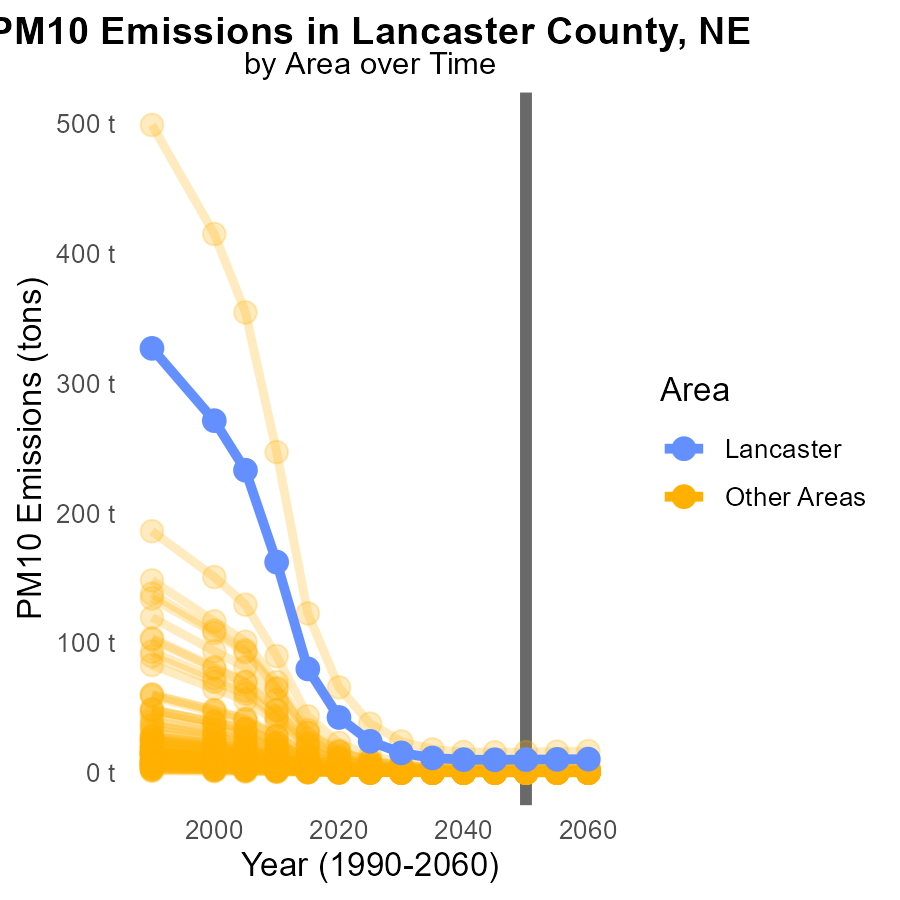 PM10 Emissions in Lancaster County, NE
by Area over Time
500 t
400 t
300 t
200 t
100 t
0 t
PM10 Emissions (tons)
2000 2020 2040 2060
Year (1990-2060)
Area
Lancaster
Other Areas